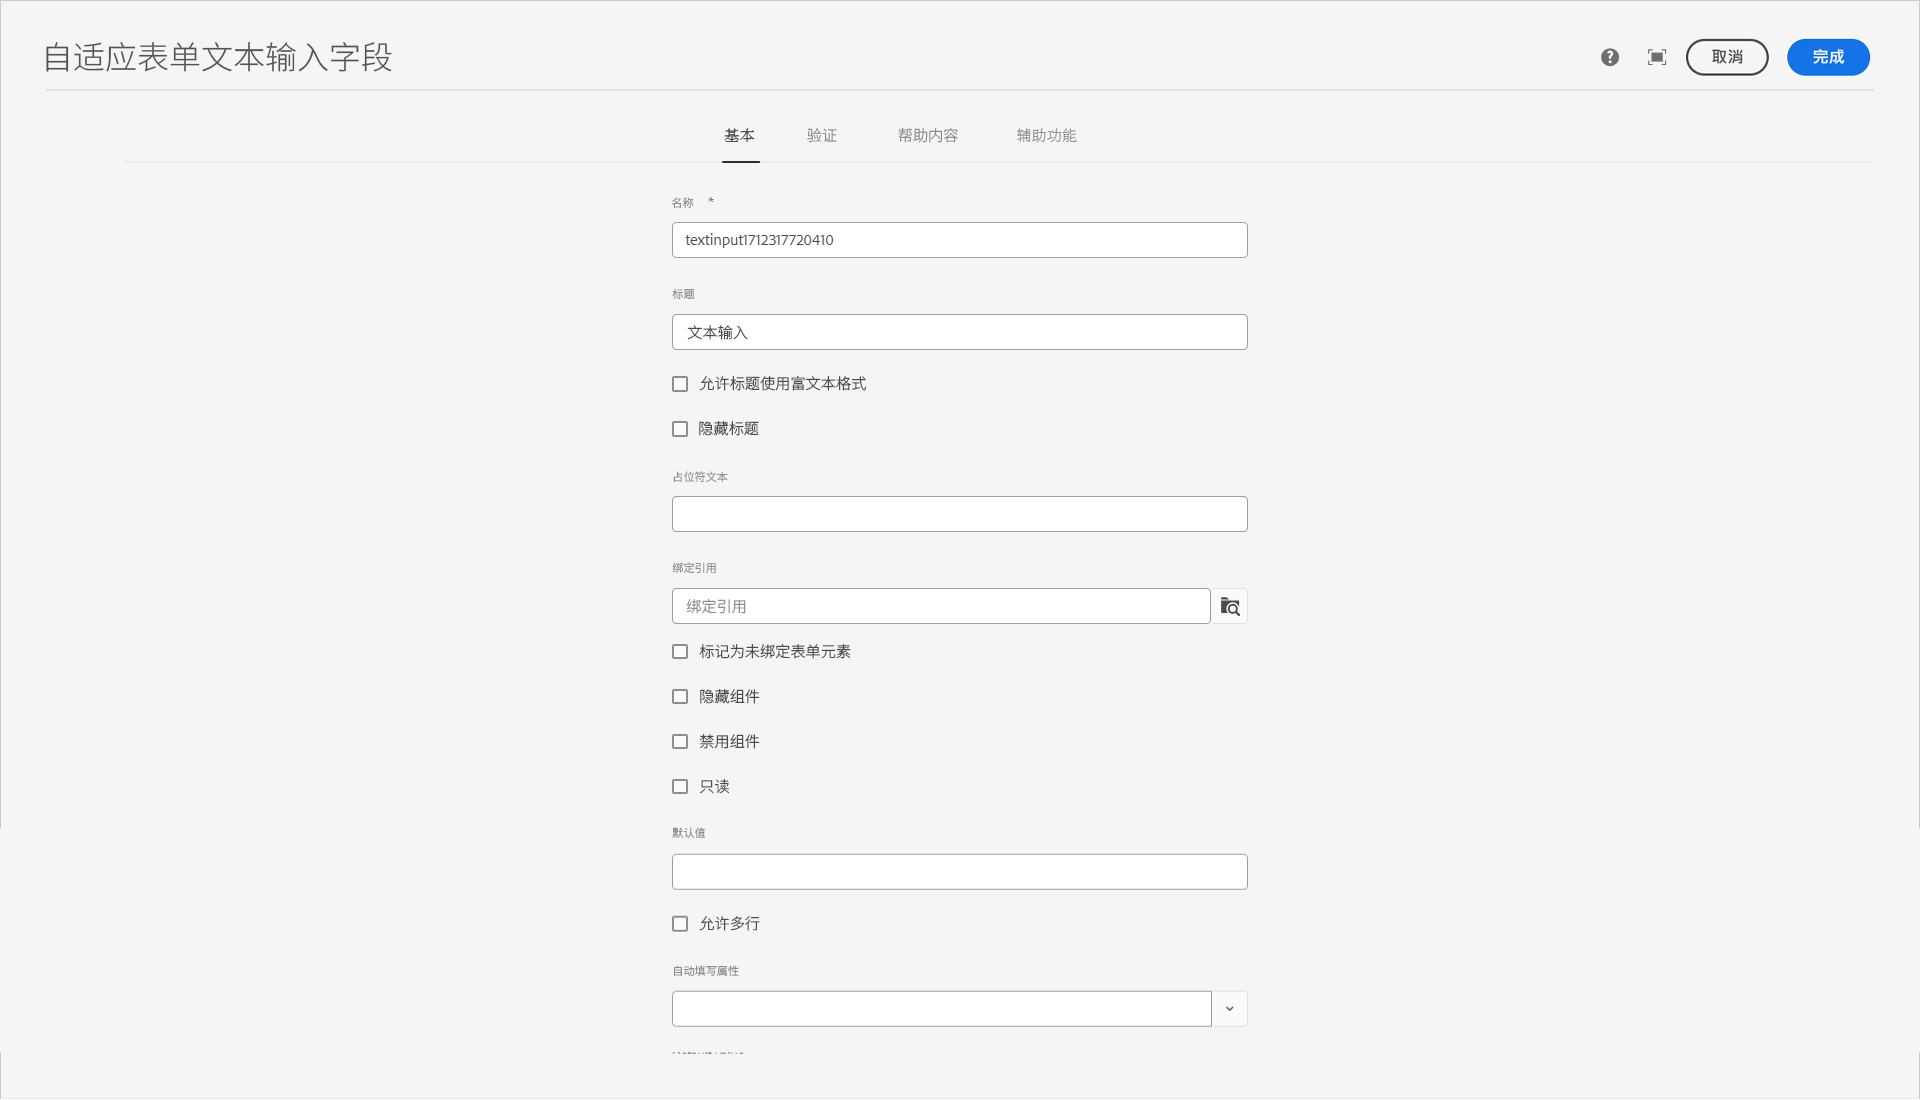 自适应表单文本输入字段
取消
完成
基本
验证
帮助内容
辅助功能
名称 *
textinput1712317720410
标题
文本输入
允许标题使用富文本格式
隐藏标题
占位符文本
绑定引用
绑定引用
标记为未绑定表单元素
隐藏组件
禁用组件
只读
默认值
允许多行
自动填写属性